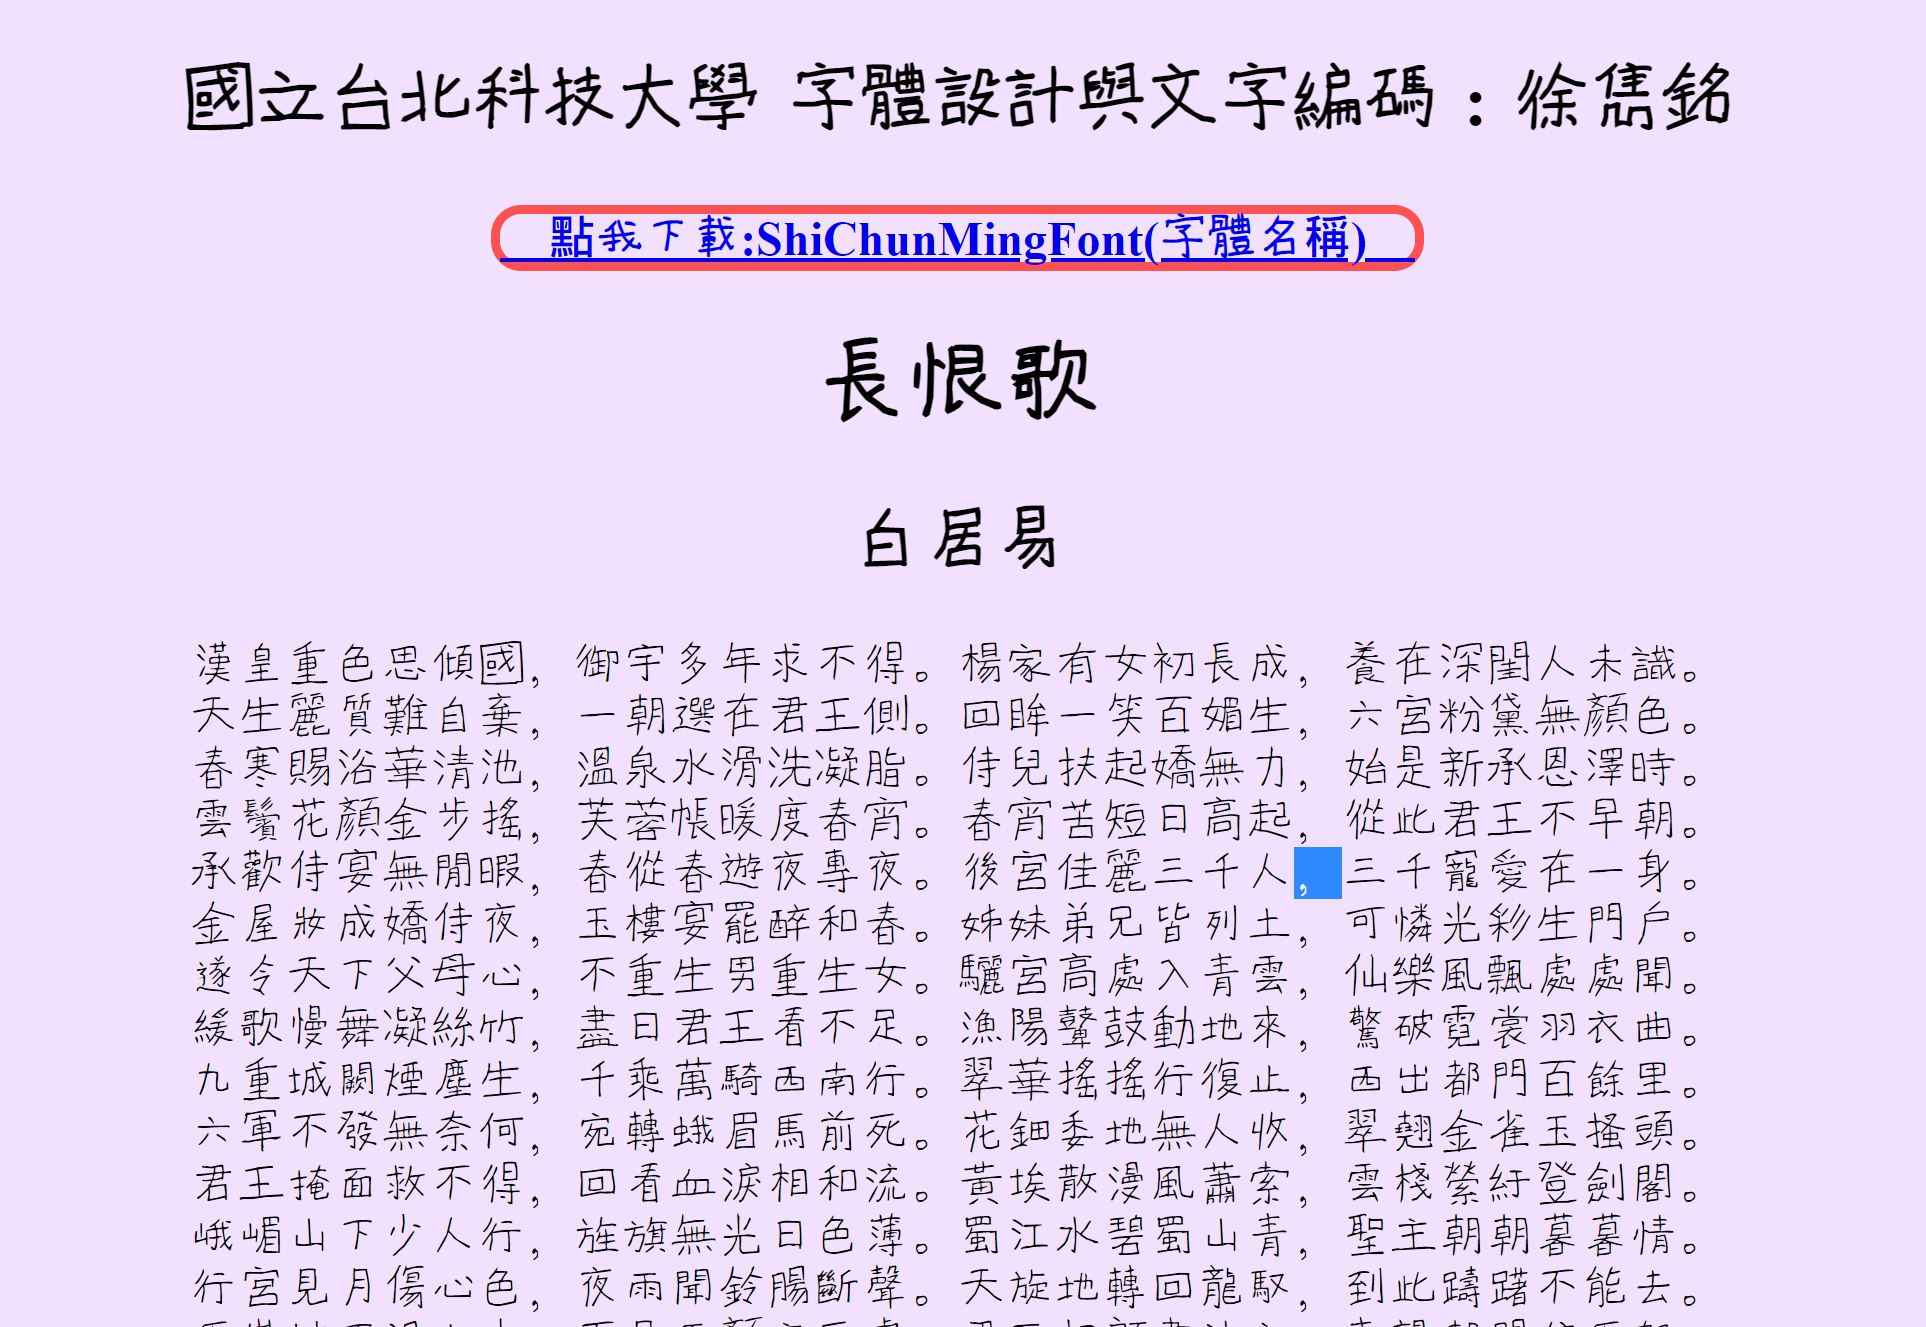 國立台北科技大學 字體設計與文字編碼：徐雋銘
點我下載:ShiChunMingFont(字體名稱)
長恨歌
白居易
漢皇重色思傾國，御宇多年求不得。楊家有女初長成，養在深閨人未識。
天生麗質難自棄，一朝選在君王側。回眸一笑百媚生，六宮粉黛無顏色。
春寒賜浴華清池，溫泉水滑洗凝脂。侍兒扶起嬌無力，始是新承恩澤時。
雲鬢花顏金步搖，芙蓉帳暖度春宵。春宵苦短日高起，從此君王不早朝。
承歡侍宴無閒暇，春從春遊夜專夜。後宮佳麗三千人，三千寵愛在一身。
金屋妝成嬌侍夜，玉樓宴罷醉和春。姊妹弟兄皆列土，可憐光彩生門戶。
遂令天下父母心，不重生男重生女。驪宮高處入青雲，仙樂風飄處處聞。
緩歌慢舞凝絲竹，盡日君王看不足。漁陽鼙鼓動地來，驚破霓裳羽衣曲。
九重城闕煙塵生，千乘萬騎西南行。翠華搖搖行復止，西出都門百餘里。
六軍不發無奈何，宛轉蛾眉馬前死。花鈿委地無人收，翠翹金雀玉搔頭。
君王掩面救不得，回看血淚相和流。黃埃散漫風蕭索，雲棧縈紆登劍閣。
峨嵋山下少人行，旌旗無光日色薄。蜀江水碧蜀山青，聖主朝朝暮暮情。
行宮見月傷心色，夜雨聞鈴腸斷聲。天旋地轉回龍馭，到此躊躇不能去。